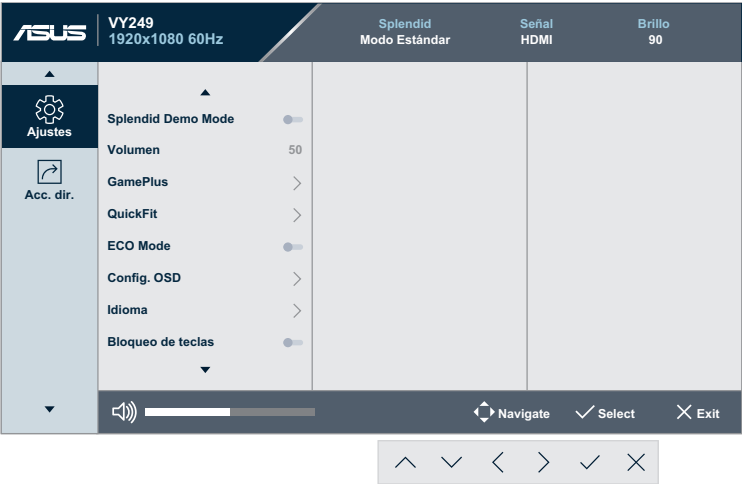 ASUS
VY249
1920x1080 60Hz
Splendid
Modo Estándar
Señal
HDMI
Brillo
90
Ajustes
Acc. dir.
Splendid Demo Mode
Volumen 50
GamePlus
QuickFit
ECO Mode
Config. OSD
Idioma
Bloqueo de teclas
Navigate
Select
Exit